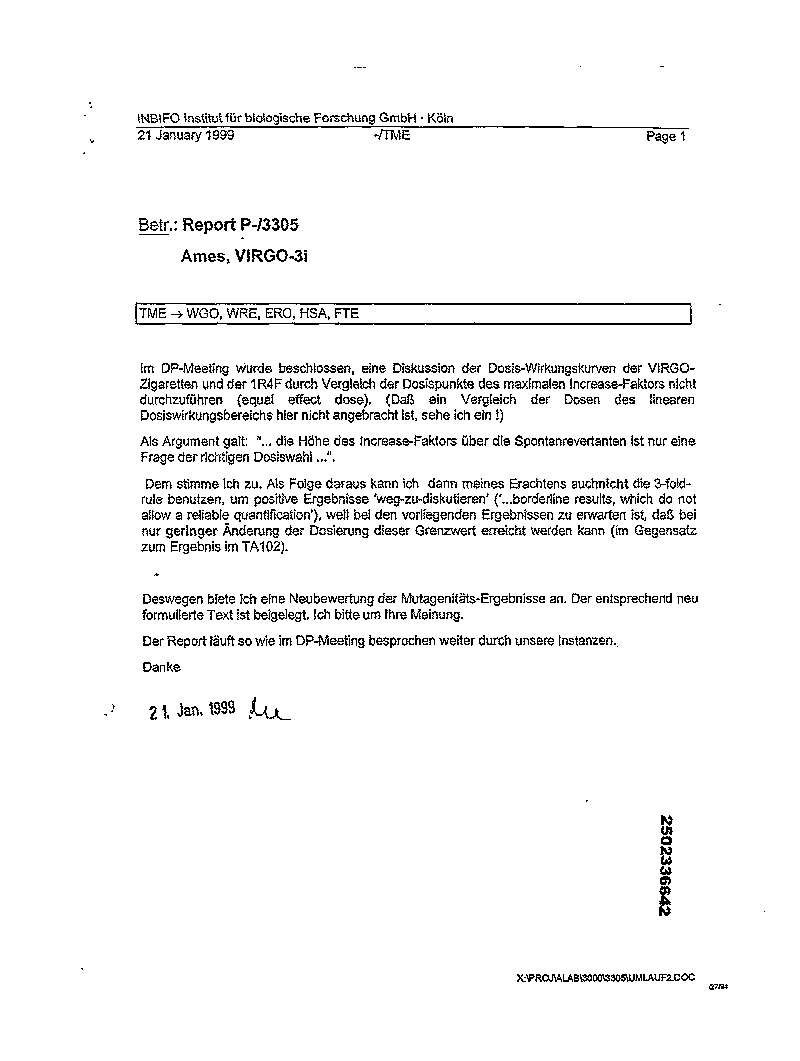 INBIFO Institut für biologische Forschung GmbH · Köln
21 January 1999 -/TME Page 1
Betr.: Report P-/3305
Ames, VIRGO-3i
TME → WGO, WRE, ERO, HSA, FTE
Im DP-Meeting wurde beschlossen, eine Diskussion der Dosis-Wirkungskurven der VIRGO-
Zigaretten und der 1R4F durch Vergleich der Dosispunkte des maximalen Increase-Faktors nicht
durchzuführen (equal effect dose). (Daß ein Vergleich der Dosen des linearen
Dosiswirkungsbereichs hier nicht angebracht ist, sehe ich ein !)
Als Argument galt: "... die Höhe des Increase-Faktors über die Spontanrevertanten ist nur eine
Frage der richtigen Dosiswahl ...".
Dem stimme ich zu. Als Folge daraus kann ich dann meines Erachtens auchnicht die 3-fold-
rule benutzen, um positive Ergebnisse 'weg-zu-diskutieren' ('...borderline results, which do not
allow a reliable quantification'), weil bei den vorliegenden Ergebnissen zu erwarten ist, daß bei
nur geringer Änderung der Dosierung dieser Grenzwert erreicht werden kann (im Gegensatz
zum Ergebnis im TA102).
Deswegen biete ich eine Neubewertung der Mutagenitäts-Ergebnisse an. Der entsprechend neu
formulierte Text ist beigelegt. Ich bitte um Ihre Meinung.
Der Report läuft so wie im DP-Meeting besprochen weiter durch unsere Instanzen.
Danke
21. Jan. 1999
2502336642
X:\PROJ\ALAB\3000\3305\UMLAUF2.DOC